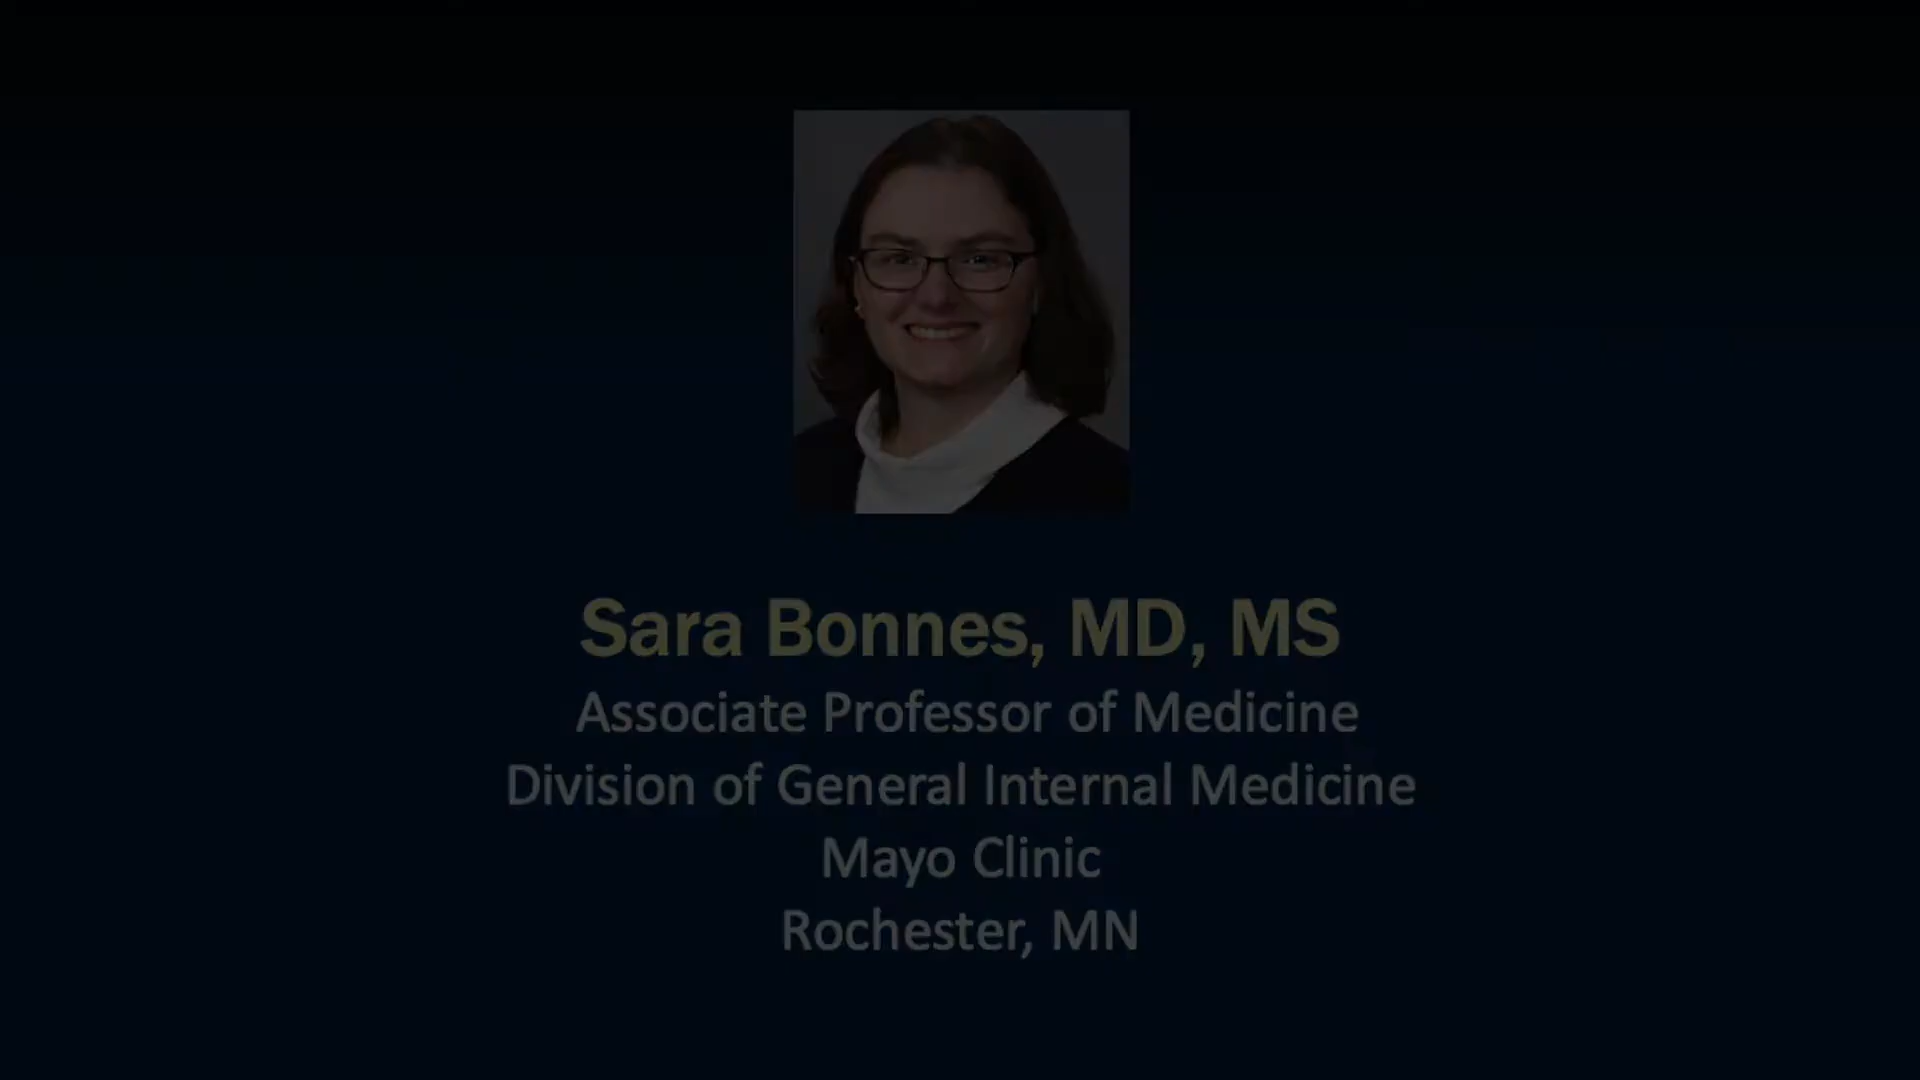 Sara Bonnes, MD, MS
Associate Professor of Medicine
Division of General Internal Medicine
Mayo Clinic
Rochester, MN